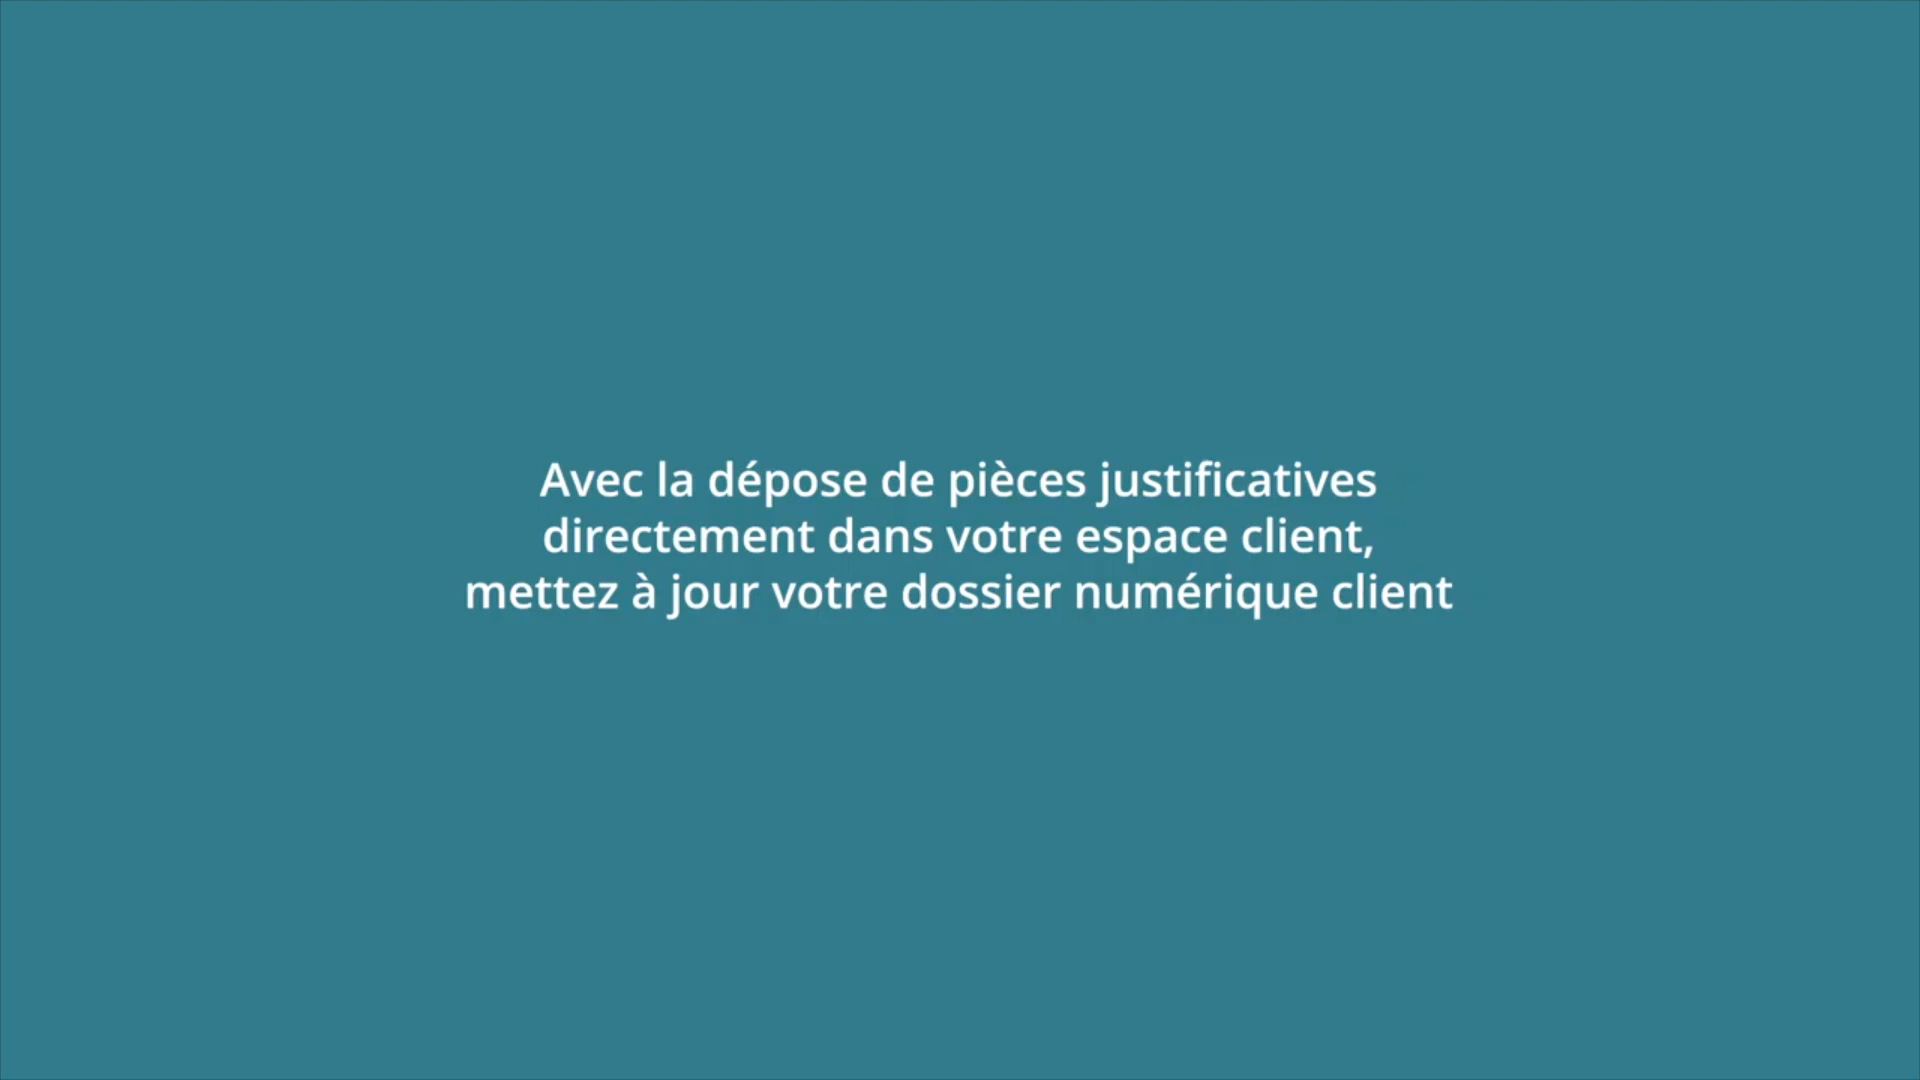 Avec la dépose de pièces justificatives
directement dans votre espace client,
mettez à jour votre dossier numérique client